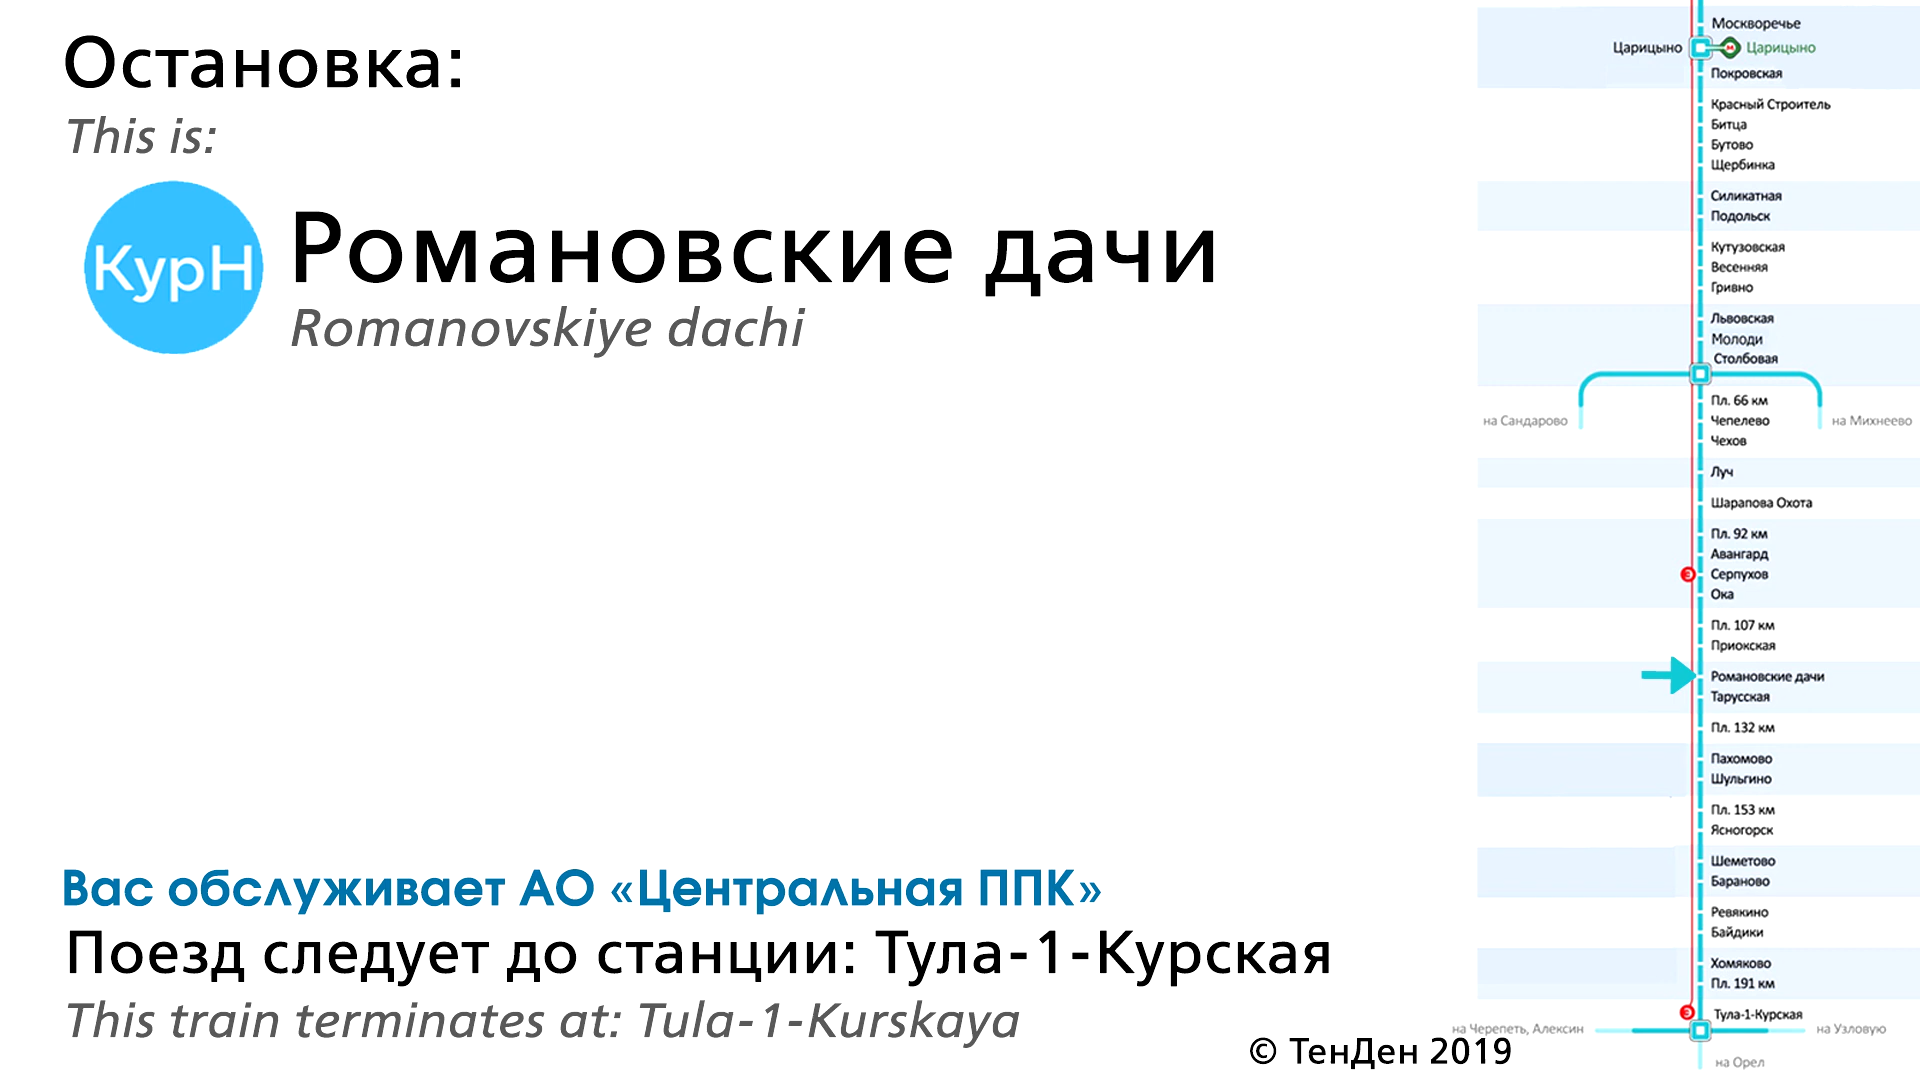 Остановка:
This is:
КурН
Романовские дачи
Romanovskiye dachi
Вас обслуживает АО «Центральная ППК»
Поезд следует до станции: Тула-1-Курская
This train terminates at: Tula-1-Kurskaya
© ТенДен 2019
Москворечье
Царицыно М Царицыно
Покровская
Красный Строитель
Битца
Бутово
Щербинка
Силикатная
Подольск
Кутузовская
Весенняя
Гривно
Львовская
Молоди
Столбовая
Пл. 66 км
на Сандарово Чепелево на Михнеево
Чехов
Луч
Шарапова Охота
Пл. 92 км
Авангард
Э Серпухов
Ока
Пл. 107 км
Приокская
Романовские дачи
Тарусская
Пл. 132 км
Пахомово
Шульгино
Пл. 153 км
Ясногорск
Шеметово
Бараново
Ревякино
Байдики
Хомяково
Пл. 191 км
Э Тула-1-Курская
на Черепеть, Алексин на Узловую
на Орел